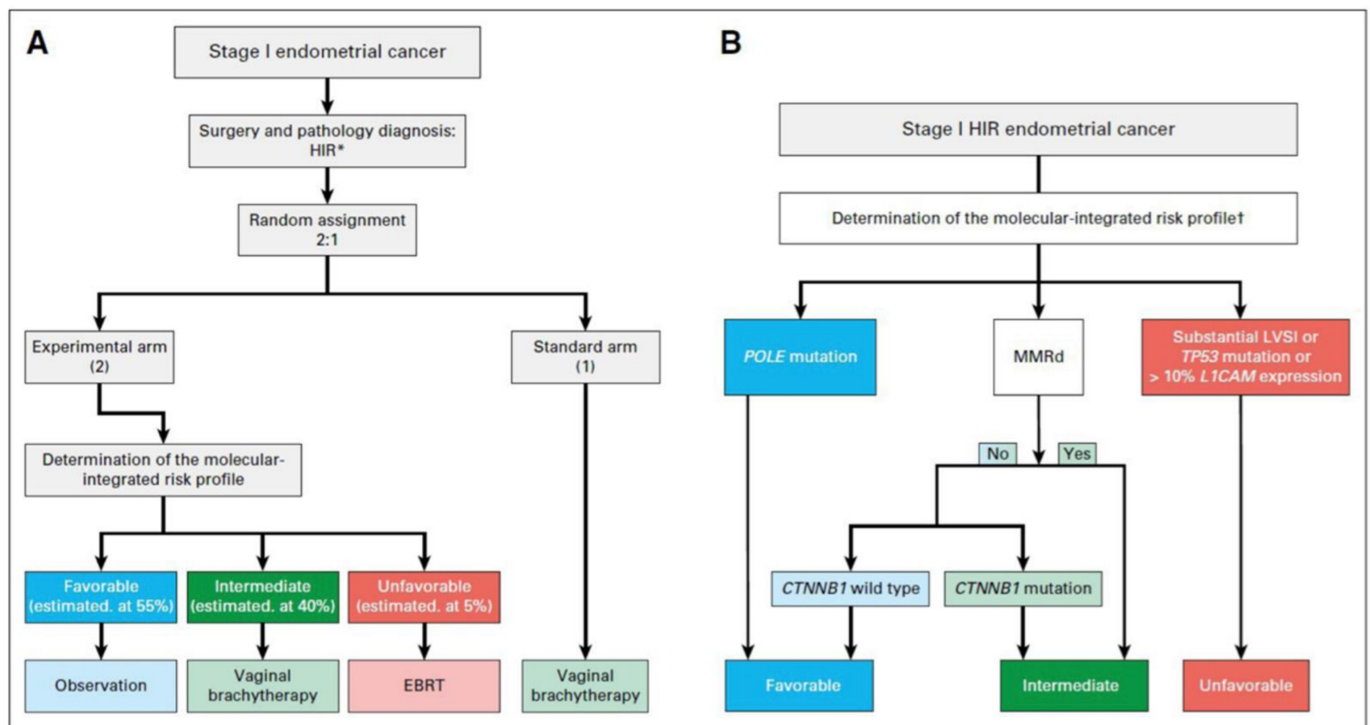 A
Stage I endometrial cancer
Surgery and pathology diagnosis:
HIR*
Random assignment
2:1
Experimental arm
(2)
Standard arm
(1)
Determination of the molecular-
integrated risk profile
Favorable
(estimated. at 55%)
Intermediate
(estimated. at 40%)
Unfavorable
(estimated. at 5%)
Observation
Vaginal
brachytherapy
EBRT
Vaginal
brachytherapy
B
Stage I HIR endometrial cancer
Determination of the molecular-integrated risk profile†
POLE mutation
MMRd
Substantial LVSI or
TP53 mutation or
> 10% L1CAM expression
No
Yes
CTNNB1 wild type
CTNNB1 mutation
Favorable
Intermediate
Unfavorable